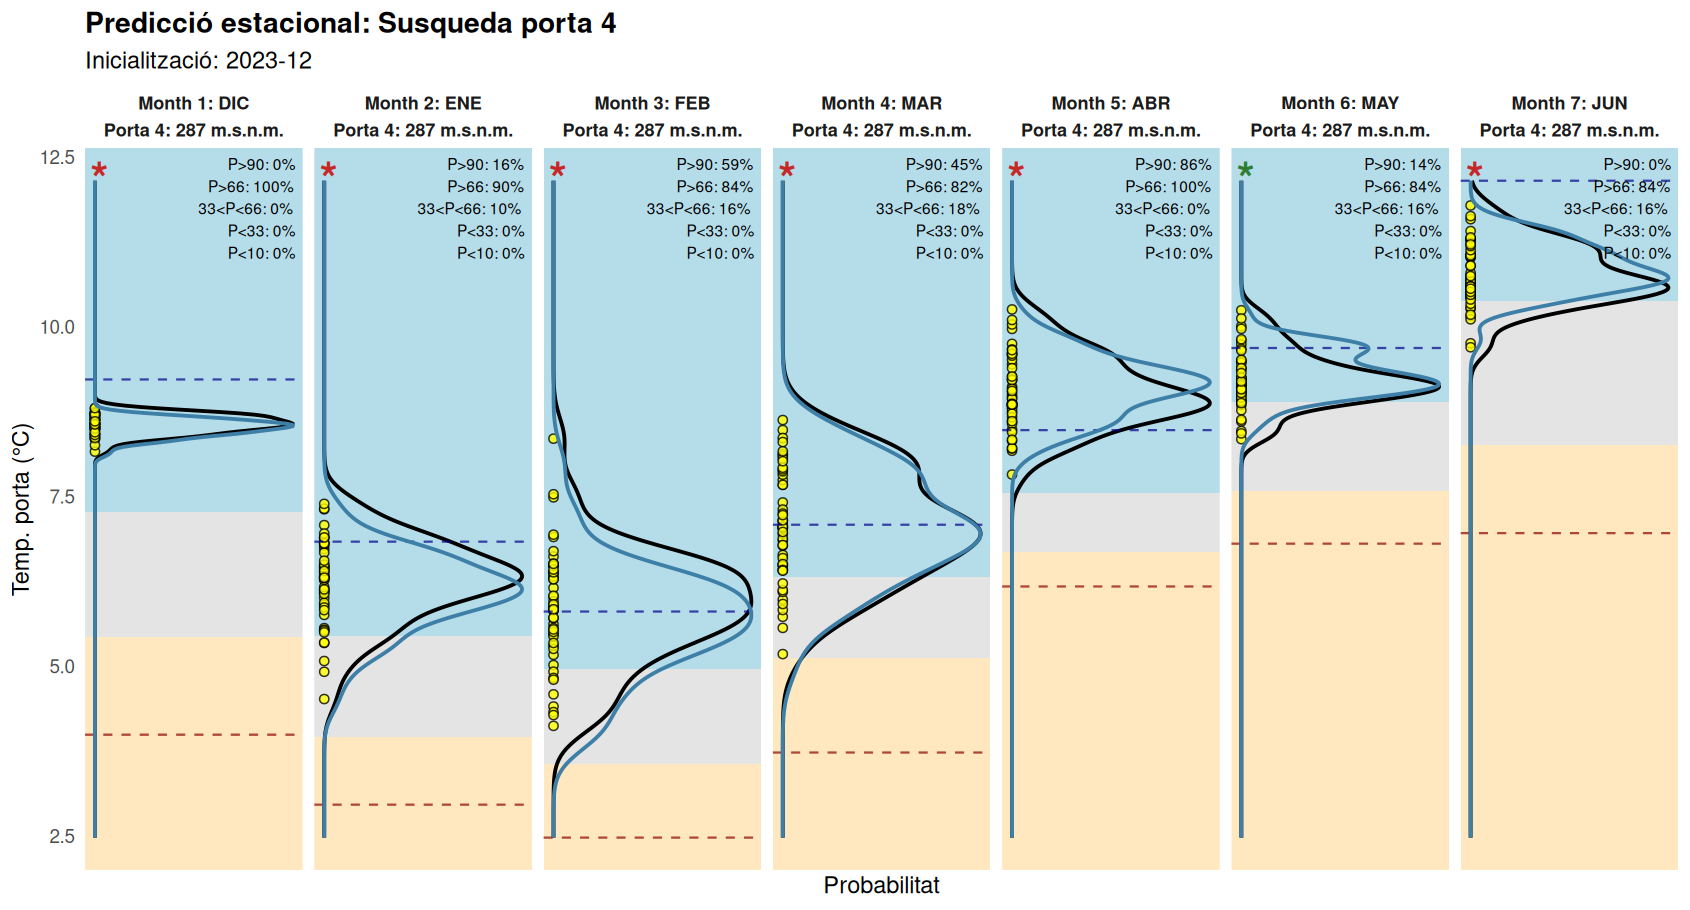 Predicció estacional: Susqueda porta 4
Inicialització: 2023-12
Month 1: DIC
Porta 4: 287 m.s.n.m.
Month 2: ENE
Porta 4: 287 m.s.n.m.
Month 3: FEB
Porta 4: 287 m.s.n.m.
Month 4: MAR
Porta 4: 287 m.s.n.m.
Month 5: ABR
Porta 4: 287 m.s.n.m.
Month 6: MAY
Porta 4: 287 m.s.n.m.
Month 7: JUN
Porta 4: 287 m.s.n.m.
Temp. porta (°C)
12.5
10.0
7.5
5.0
2.5
*
P>90: 0%
P>66: 100%
33<P<66: 0%
P<33: 0%
P<10: 0%
*
P>90: 16%
P>66: 90%
33<P<66: 10%
P<33: 0%
P<10: 0%
*
P>90: 59%
P>66: 84%
33<P<66: 16%
P<33: 0%
P<10: 0%
*
P>90: 45%
P>66: 82%
33<P<66: 18%
P<33: 0%
P<10: 0%
*
P>90: 86%
P>66: 100%
33<P<66: 0%
P<33: 0%
P<10: 0%
*
P>90: 14%
P>66: 84%
33<P<66: 16%
P<33: 0%
P<10: 0%
*
P>90: 0%
P>66: 84%
33<P<66: 16%
P<33: 0%
P<10: 0%
Probabilitat